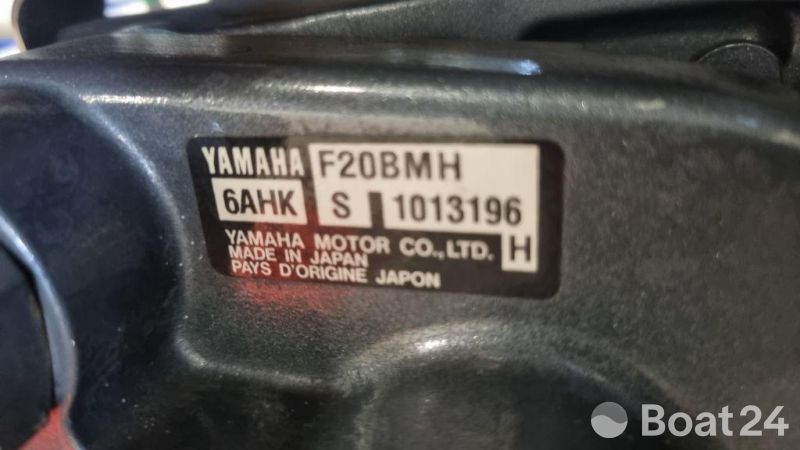 YAMAHA F20BMH
6AHK S 1013196
YAMAHA MOTOR CO.,LTD. H
MADE IN JAPAN
PAYS D'ORIGINE JAPON
Boat24